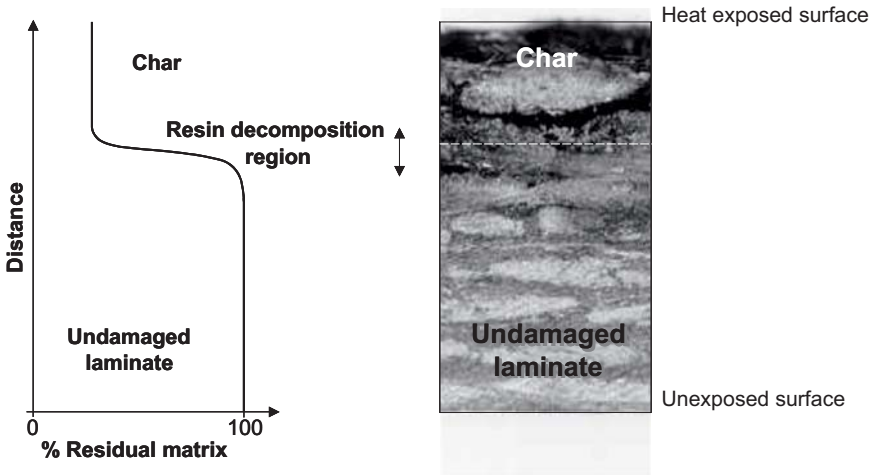 Char
Resin decomposition
region
Distance
Undamaged
laminate
0
100
% Residual matrix
Heat exposed surface
Char
Undamaged
laminate
Unexposed surface